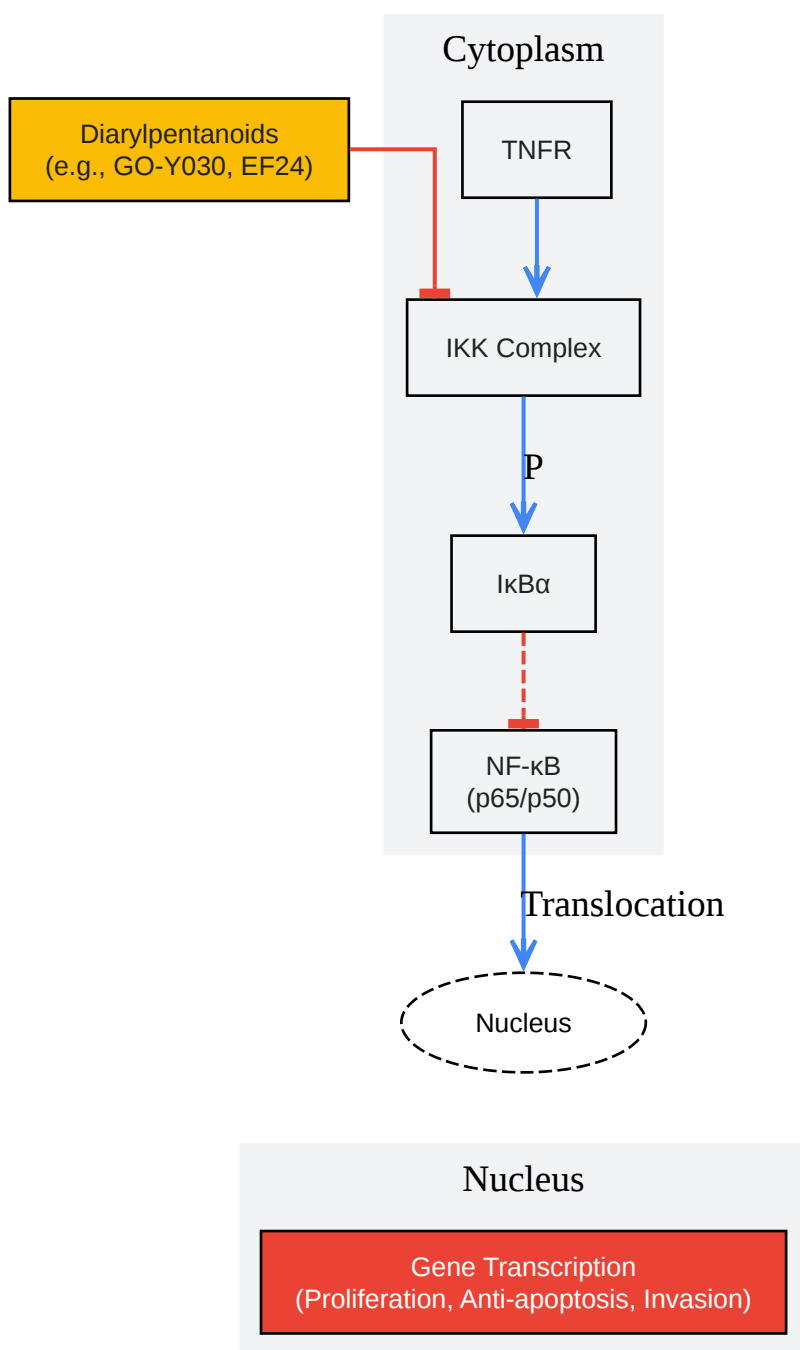 Cytoplasm
Diarylpentanoids
(e.g., GO-Y030, EF24)
TNFR
IKK Complex
P
IκBα
NF-κB
(p65/p50)
Translocation
Nucleus
Nucleus
Gene Transcription
(Proliferation, Anti-apoptosis, Invasion)